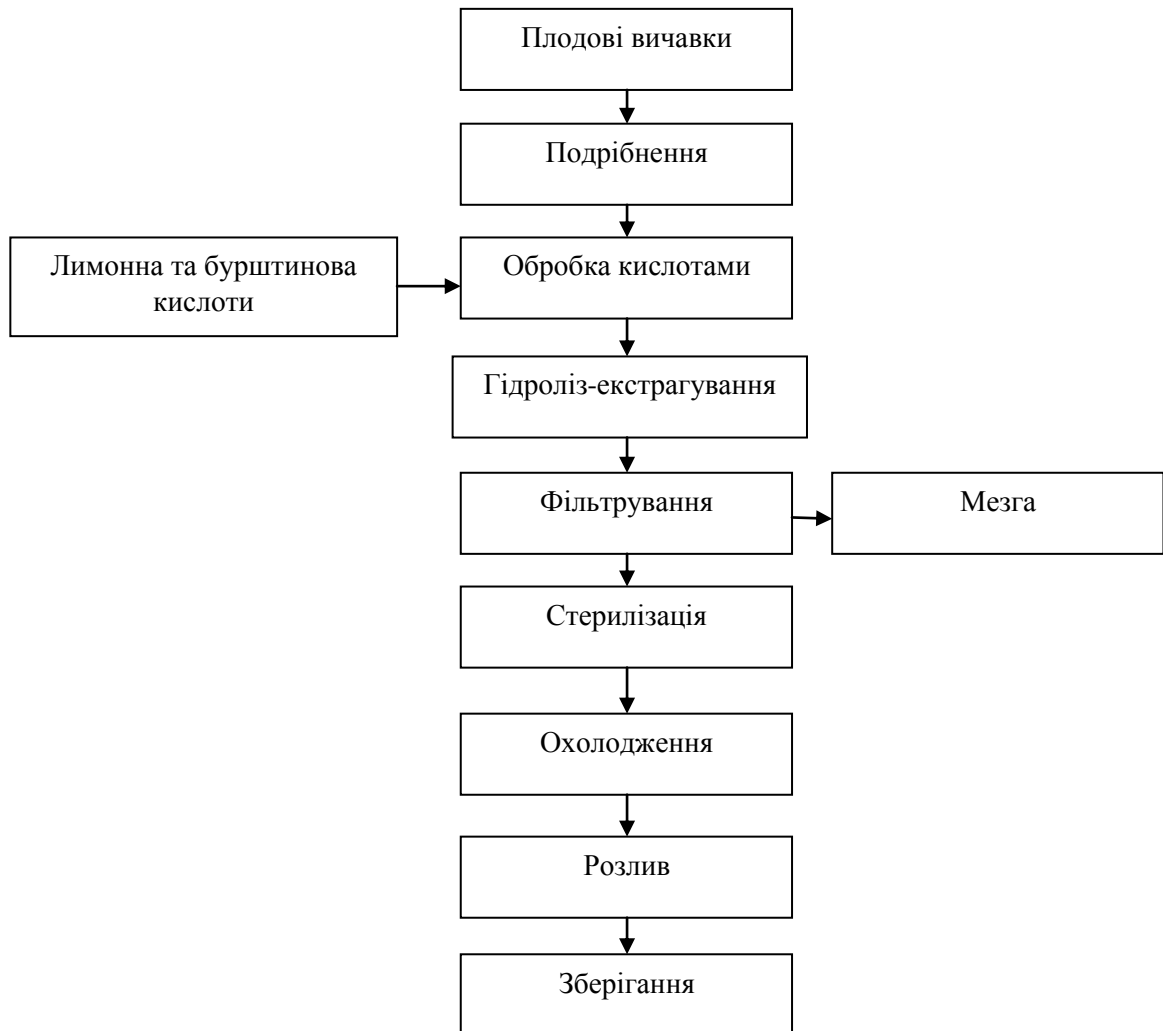 Плодові вичавки
Подрібнення
Лимонна та бурштинова
кислоти
Обробка кислотами
Гідроліз-екстрагування
Фільтрування
Мезга
Стерилізація
Охолодження
Розлив
Зберігання